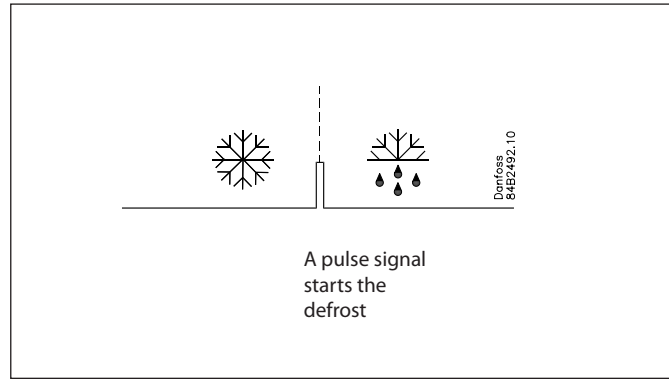 Danfoss
84B2492.10
A pulse signal
starts the
defrost